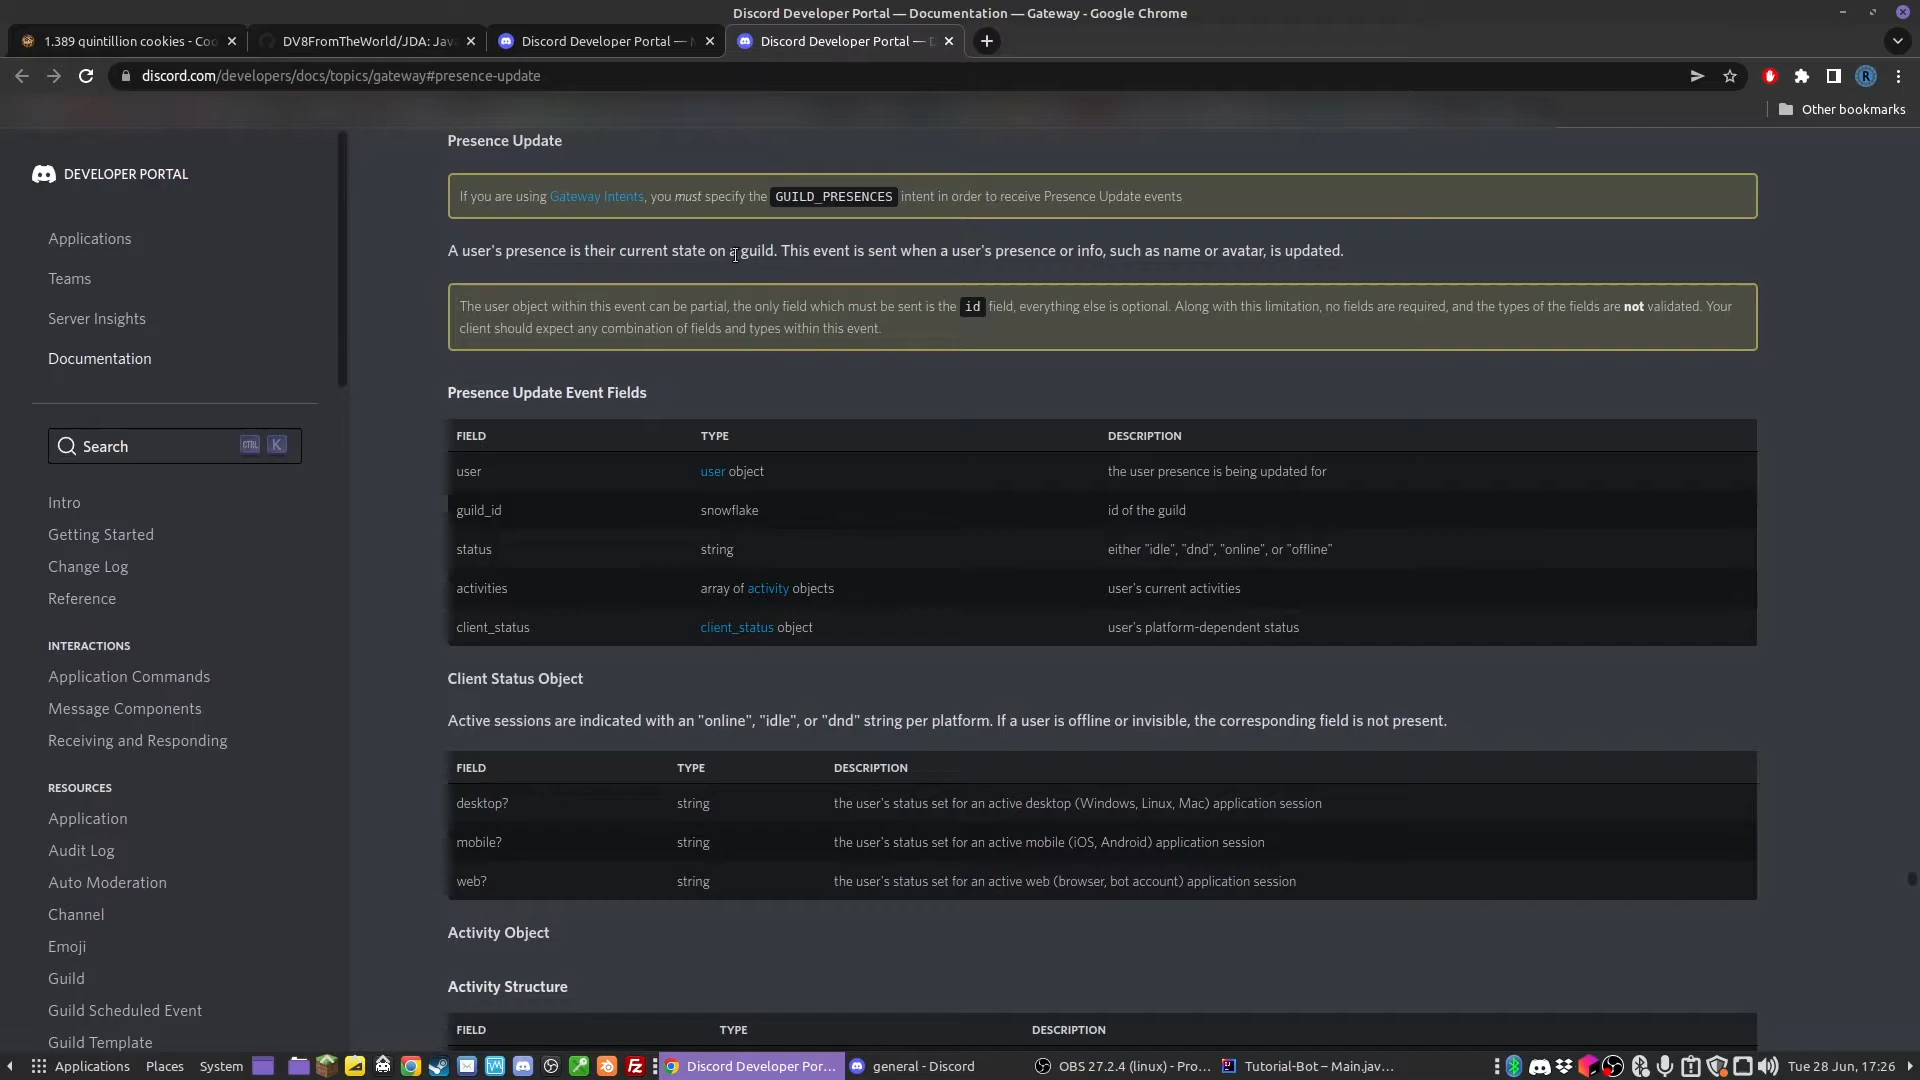 Discord Developer Portal — Documentation — Gateway - Google Chrome
1.389 quintillion cookies - Coo
DV8FromTheWorld/JDA: Jav
Discord Developer Portal —
Discord Developer Portal —
discord.com/developers/docs/topics/gateway#presence-update
R
Other bookmarks
DEVELOPER PORTAL
Applications
Teams
Server Insights
Documentation
Search
CTRL K
Intro
Getting Started
Change Log
Reference
INTERACTIONS
Application Commands
Message Components
Receiving and Responding
RESOURCES
Application
Audit Log
Auto Moderation
Channel
Emoji
Guild
Guild Scheduled Event
Guild Template
Presence Update
If you are using Gateway Intents, you must specify the GUILD_PRESENCES intent in order to receive Presence Update events
A user's presence is their current state on a guild. This event is sent when a user's presence or info, such as name or avatar, is updated.
The user object within this event can be partial, the only field which must be sent is the id field, everything else is optional. Along with this limitation, no fields are required, and the types of the fields are not validated. Your
client should expect any combination of fields and types within this event.
Presence Update Event Fields
FIELD TYPE DESCRIPTION
user user object the user presence is being updated for
guild_id snowflake id of the guild
status string either "idle", "dnd", "online", or "offline"
activities array of activity objects user's current activities
client_status client_status object user's platform-dependent status
Client Status Object
Active sessions are indicated with an "online", "idle", or "dnd" string per platform. If a user is offline or invisible, the corresponding field is not present.
FIELD TYPE DESCRIPTION
desktop? string the user's status set for an active desktop (Windows, Linux, Mac) application session
mobile? string the user's status set for an active mobile (iOS, Android) application session
web? string the user's status set for an active web (browser, bot account) application session
Activity Object
Activity Structure
FIELD TYPE DESCRIPTION
Applications Places System
Discord Developer Por...
general - Discord
OBS 27.2.4 (linux) - Pro...
Tutorial-Bot – Main.jav...
Tue 28 Jun, 17:26